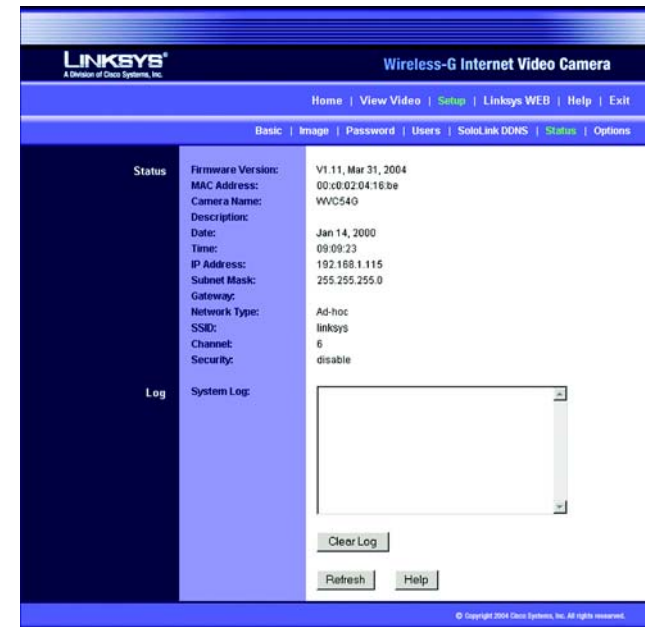 LINKSYS®
A Division of Cisco Systems, Inc.
Wireless-G Internet Video Camera
Home | View Video | Setup | Linksys WEB | Help | Exit
Basic | Image | Password | Users | SoloLink DDNS | Status | Options
Status
Firmware Version: V1.11, Mar 31, 2004
MAC Address: 00:c0:02:04:16:be
Camera Name: WVC54G
Description:
Date: Jan 14, 2000
Time: 09:09:23
IP Address: 192.168.1.115
Subnet Mask: 255.255.255.0
Gateway:
Network Type: Ad-hoc
SSID: linksys
Channel: 6
Security: disable
Log
System Log:
Clear Log
Refresh Help
© Copyright 2004 Cisco Systems, Inc. All rights reserved.